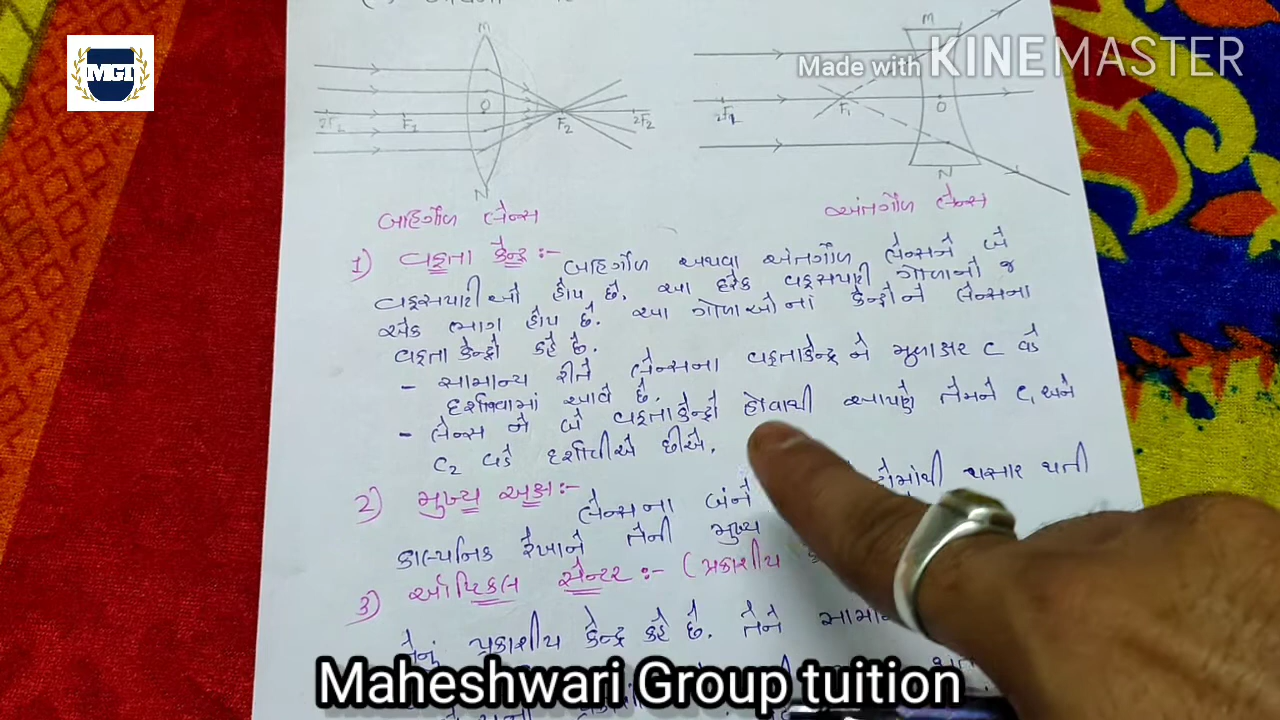 MGI
Made with KINEMASTER
M
O
2F₁
F₂
2F₂
N
M
F₁
O
N
બહિર્ગોળ લેન્સ
અંતર્ગોળ લેન્સ
1) વક્રતા કેન્દ્ર :-
બહિર્ગોળ અથવા અંતર્ગોળ લેન્સને બે
વક્રસપાટીઓ હોય છે. આ દરેક વક્રસપાટી ગોળાનો જ
એક ભાગ હોય છે. આ ગોળાઓનાં કેન્દ્રોને લેન્સના
વક્રતા કેન્દ્રો કહે છે.
- સામાન્ય રીતે લેન્સના વક્રતાકેન્દ્ર ને મૂળાક્ષર C વડે
દર્શાવવામાં આવે છે.
- લેન્સ ને બે વક્રતાકેન્દ્રો હોવાથી આપણે તેમને C₁ અને
C₂ વડે દર્શાવીએ છીએ.
2) મુખ્ય અક્ષ :-
લેન્સના બંને પસાર થતી
કાલ્પનિક રેખાને તેની મુખ્ય
3) ઓપ્ટિકલ સેન્ટર :- (પ્રકાશીય
તેનું પ્રકાશીય કેન્દ્ર કહે છે. તેને
Maheshwari Group tuition